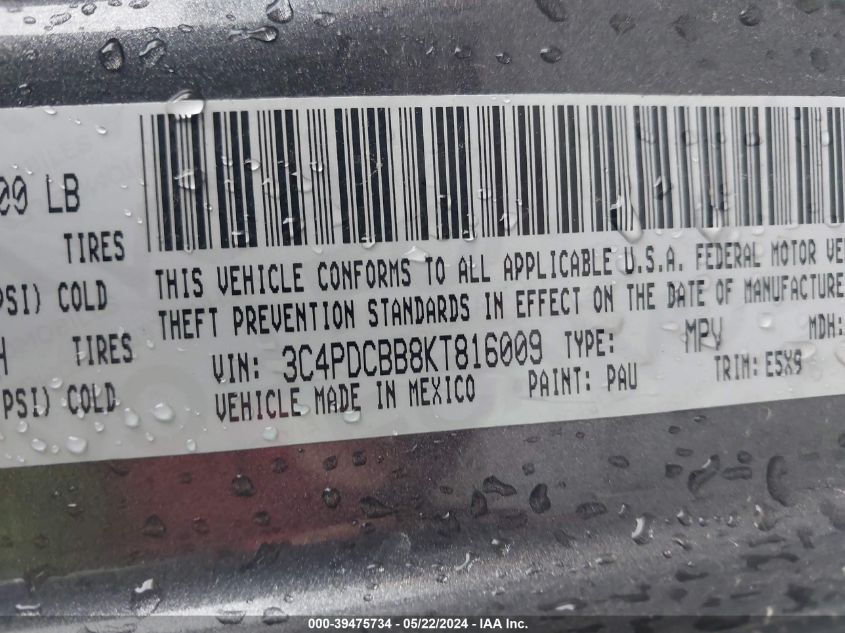 00 LB
TIRES
PSI) COLD
TIRES
PSI) COLD
THIS VEHICLE CONFORMS TO ALL APPLICABLE U.S.A. FEDERAL MOTOR VE
THEFT PREVENTION STANDARDS IN EFFECT ON THE DATE OF MANUFACTURE
VIN: 3C4PDCBB8KT816009 TYPE: MPV MDH:
VEHICLE MADE IN MEXICO PAINT: PAU TRIM: E5X9
000-39475734 - 05/22/2024 - IAA Inc.